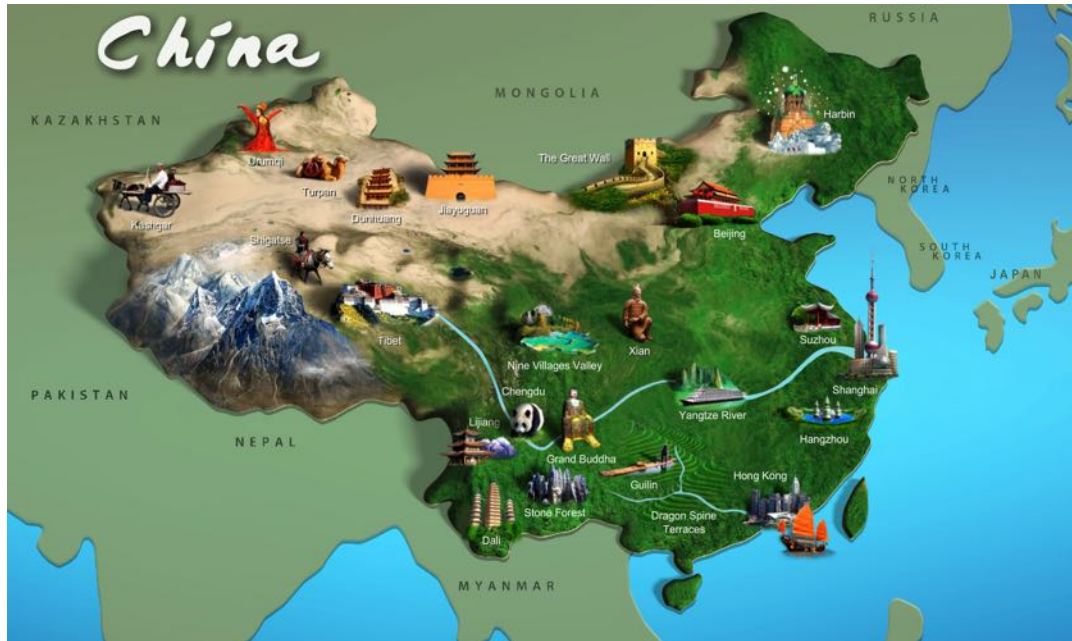 China
RUSSIA
MONGOLIA
KAZAKHSTAN
Harbin
The Great Wall
Urumqi
Turpan
Dunhuang
Jiayuguan
Kashgar
NORTH
KOREA
Beijing
Shigatse
SOUTH
KOREA
JAPAN
Tibet
Suzhou
Xian
Nine Villages Valley
Chengdu
Shanghai
PAKISTAN
Yangtze River
Lijiang
Hangzhou
NEPAL
Grand Buddha
Guilin
Hong Kong
Stone Forest
Dragon Spine
Terraces
Dali
MYANMAR